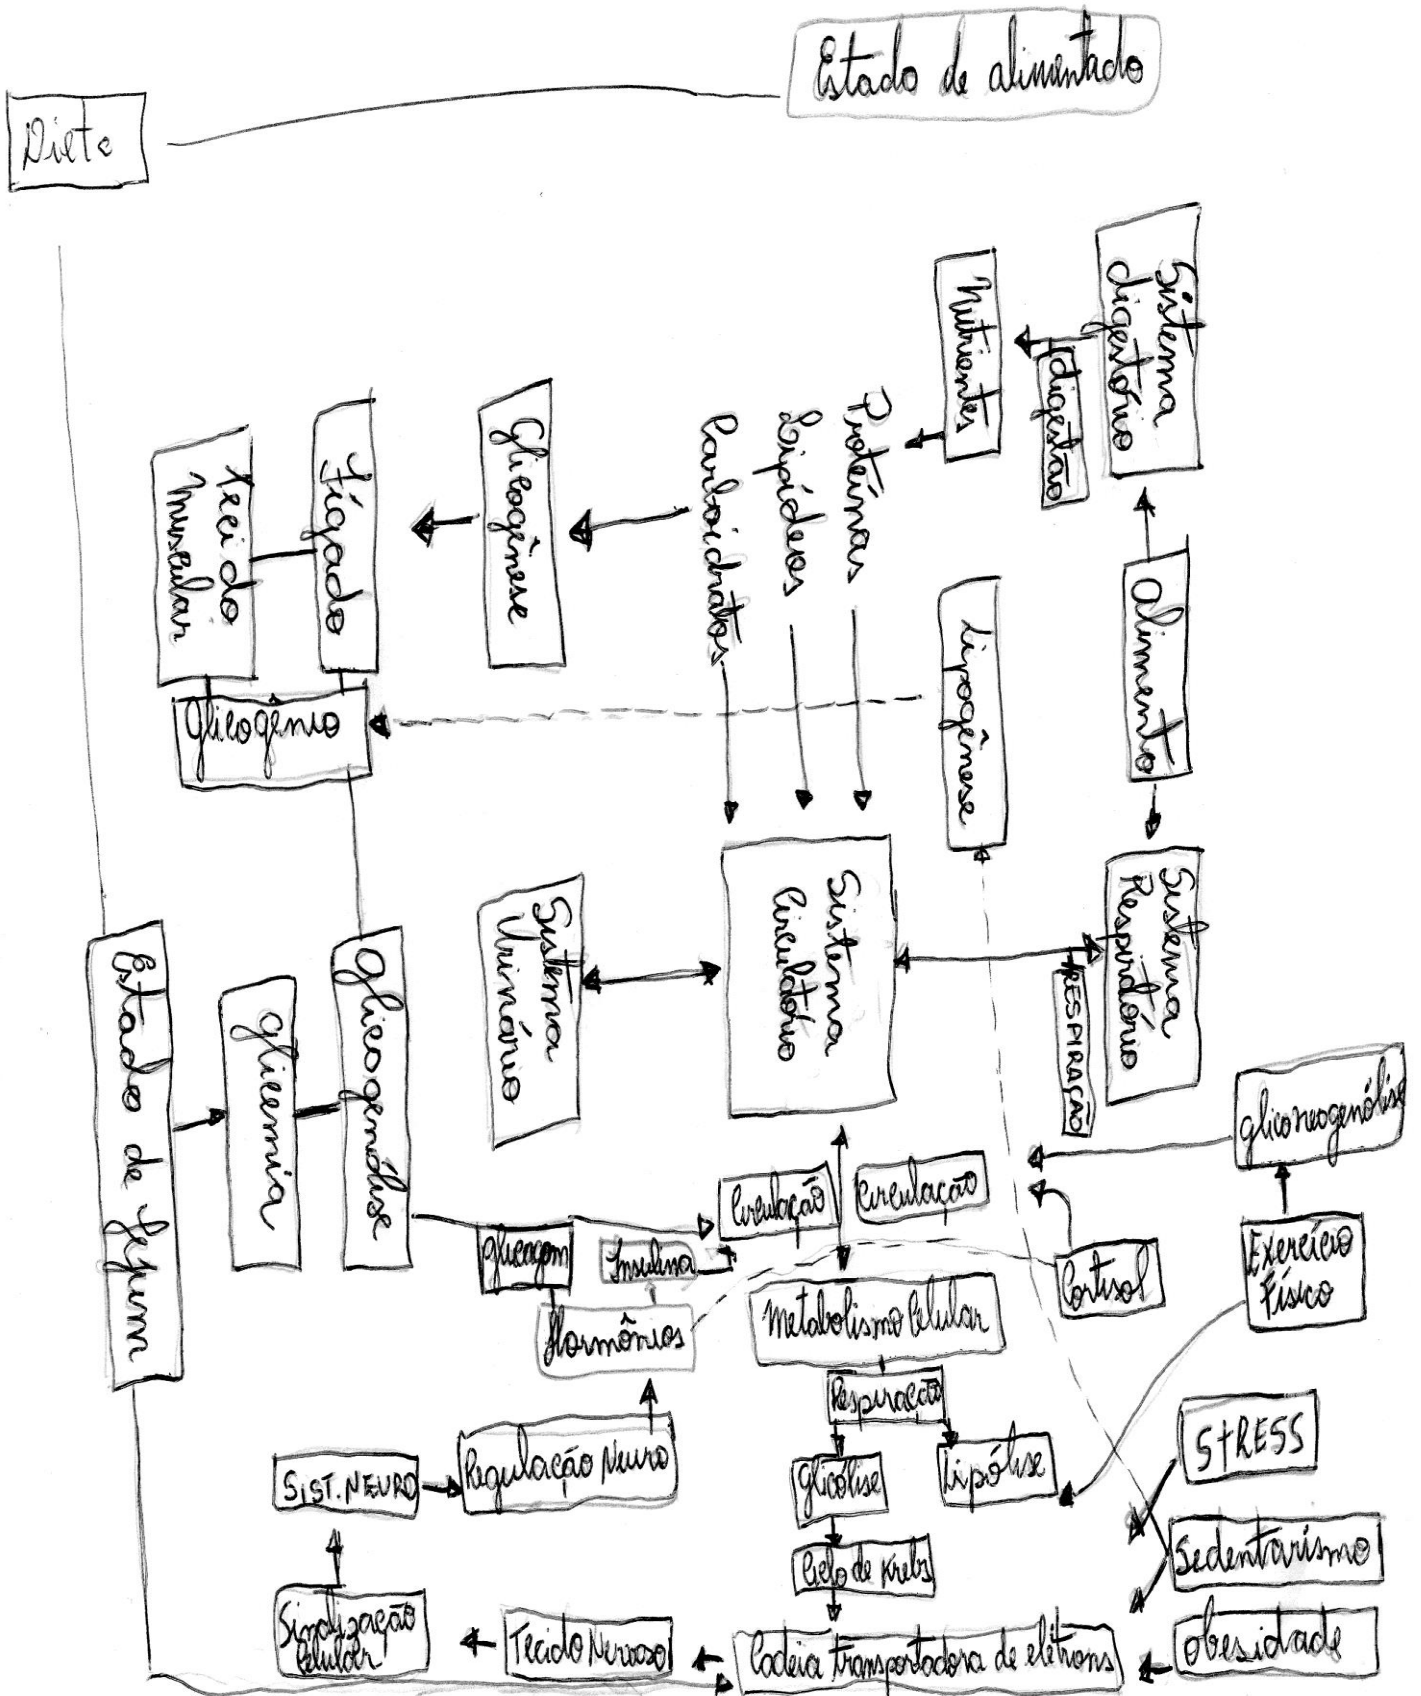 Estado de alimentado
Dieta
Sistema
digestório
digestão
Nutrientes
Proteínas
Lipídeos
Carboidratos
Glicogênese
Fígado
Tecido
muscular
Glicogênio
Lipogênese
Alimento
Sistema
Respiratório
RESPIRAÇÃO
Sistema
Circulatório
Sistema
Urinário
Glicogenólise
glicemia
Estado de jejum
glicagom
Insulina
Hormônios
Circulação
Circulação
Metabolismo Celular
Respiração
Glicólise
Lipólise
Ciclo de Krebs
Cadeia transportadora de elétrons
glicorreogenólise
EXERCÍCIO
Físico
Cortisol
StRESS
Sedentarismo
Obesidade
SIST. NEURO
Regulação Neuro
Sinalização
Celular
Tecido Nervoso